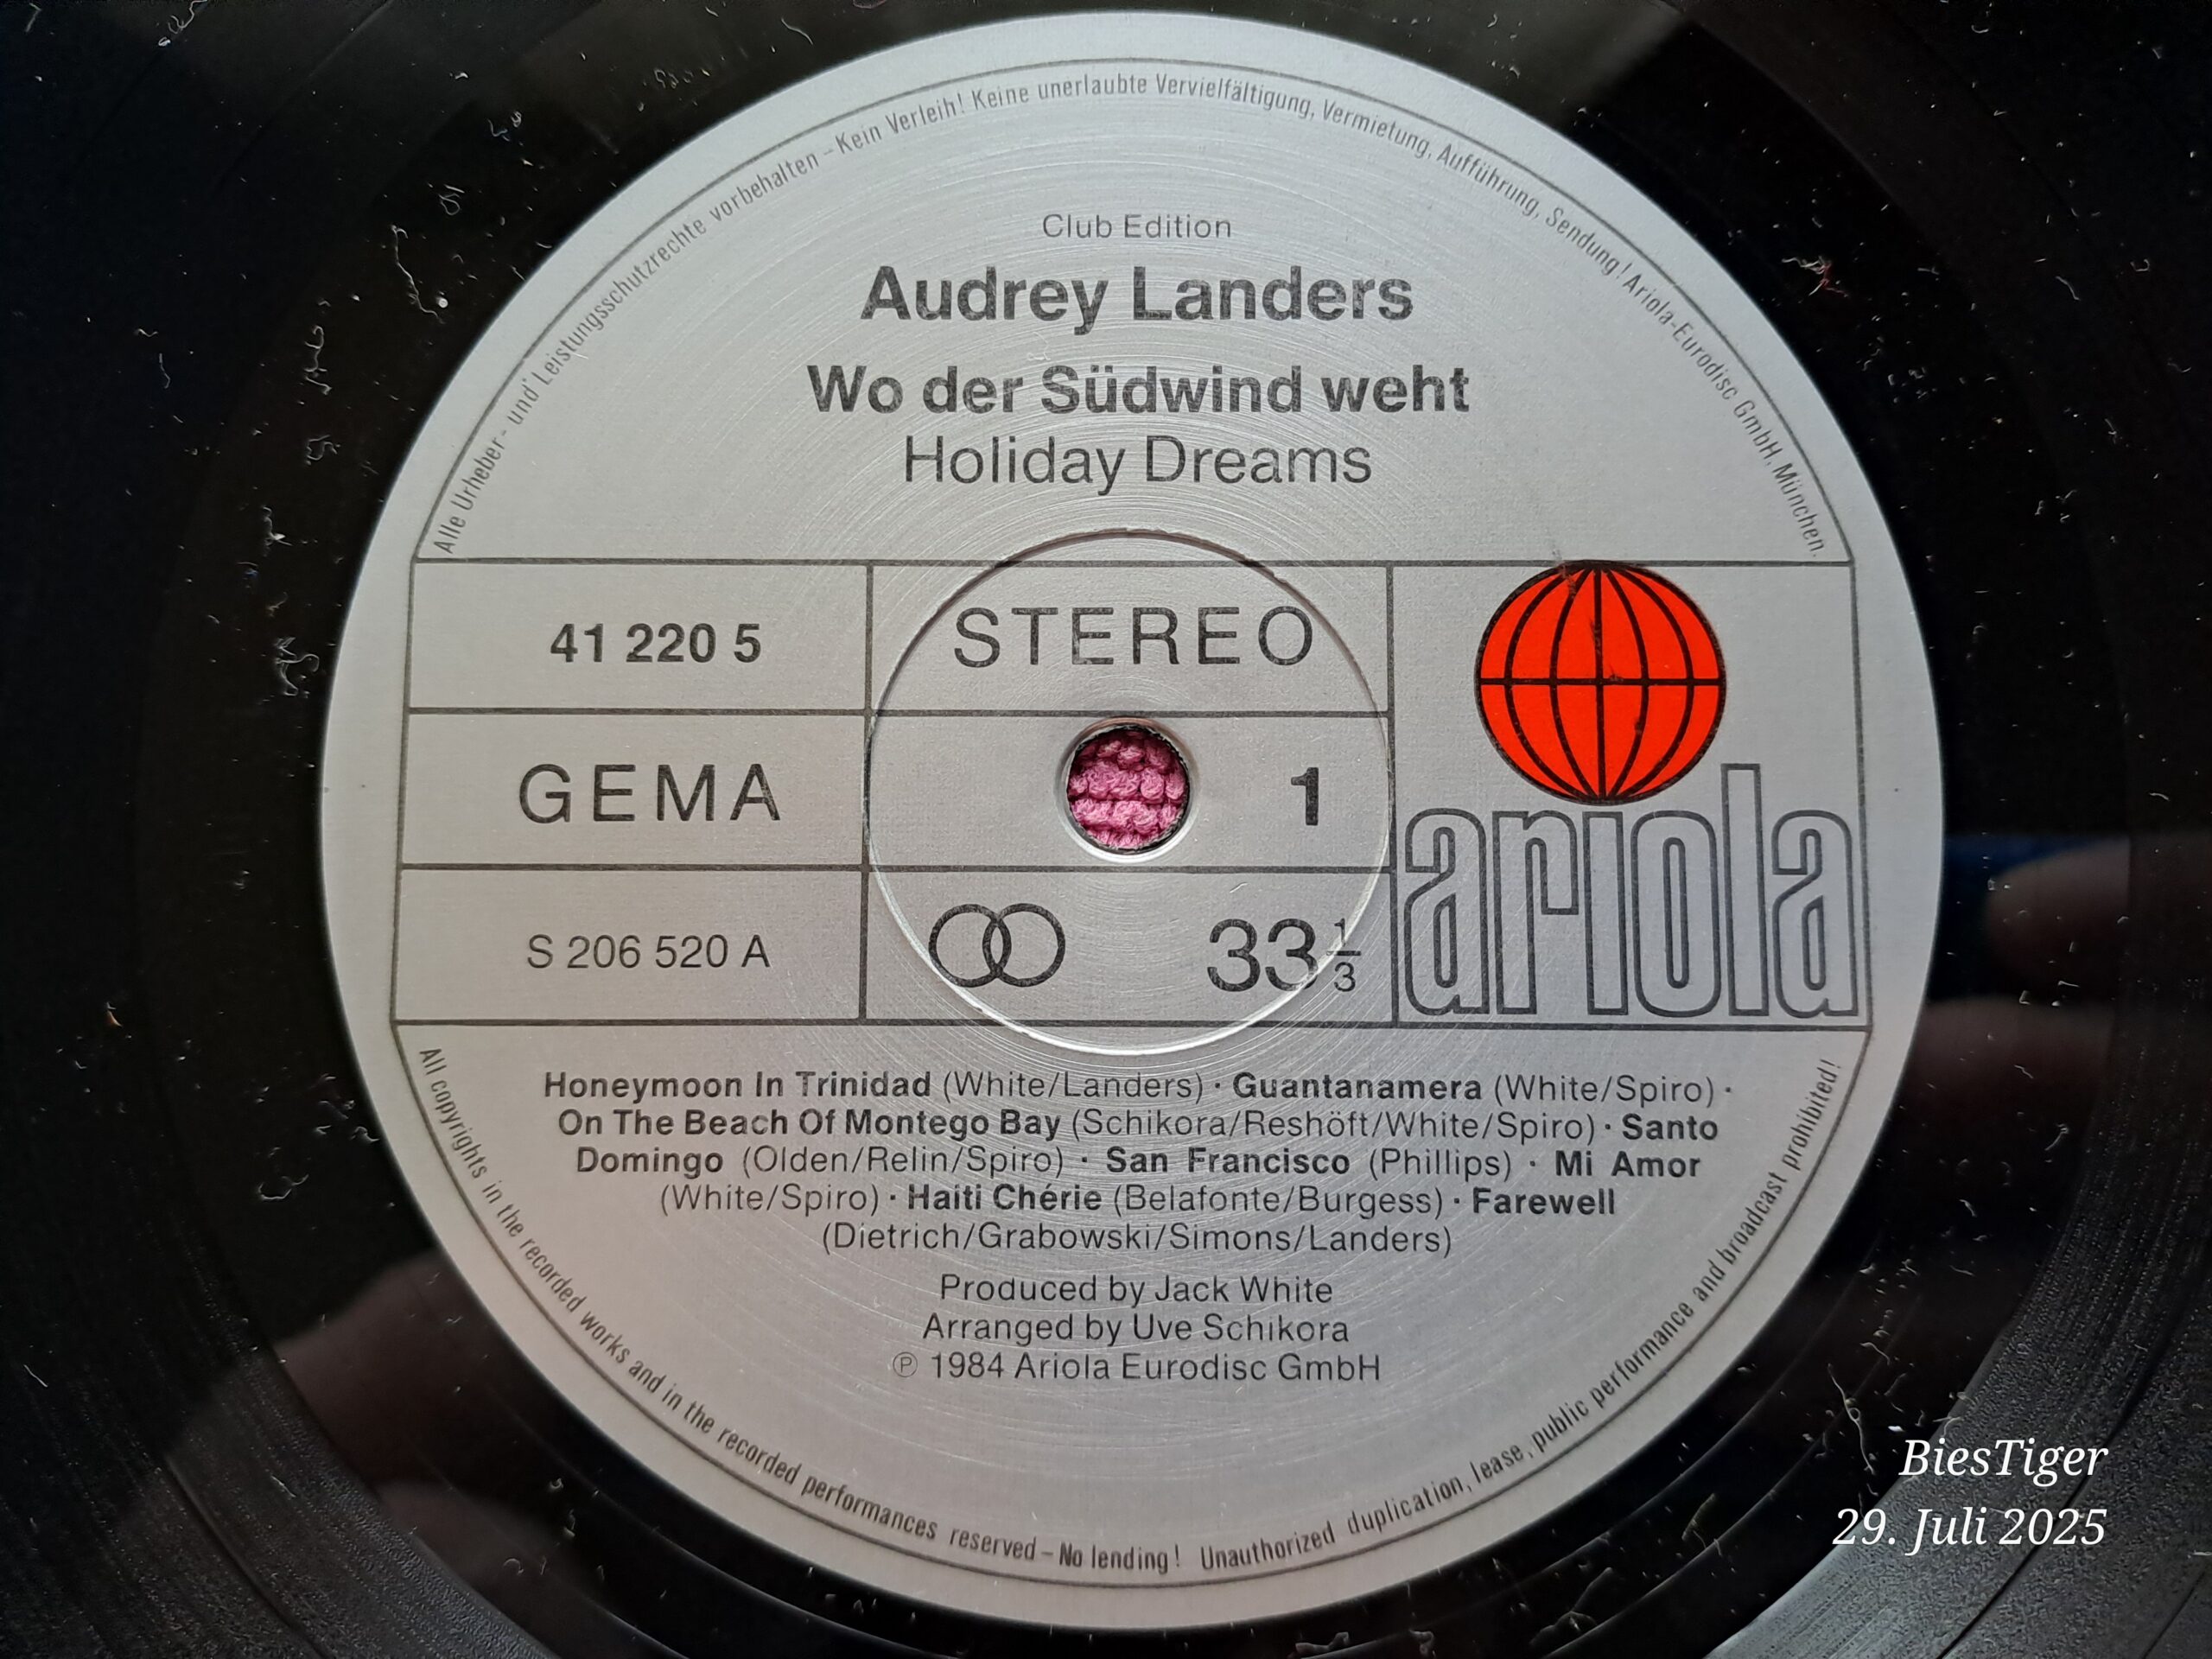 Alle Urheber- und Leistungsschutzrechte vorbehalten – Kein Verleih! Keine unerlaubte Vervielfältigung, Vermietung, Aufführung, Sendung! Ariola-Eurodisc GmbH, München.
Club Edition
Audrey Landers
Wo der Südwind weht
Holiday Dreams
41 220 5
STEREO
GEMA
1
S 206 520 A
33 1/3
ariola
Honeymoon In Trinidad (White/Landers) · Guantanamera (White/Spiro) ·
On The Beach Of Montego Bay (Schikora/Reshöft/White/Spiro) · Santo
Domingo (Olden/Relin/Spiro) · San Francisco (Phillips) · Mi Amor
(White/Spiro) · Haiti Chérie (Belafonte/Burgess) · Farewell
(Dietrich/Grabowski/Simons/Landers)
Produced by Jack White
Arranged by Uve Schikora
℗ 1984 Ariola Eurodisc GmbH
All copyrights in the recorded works and in the recorded performances reserved – No lending! Unauthorized duplication, lease, public performance and broadcast prohibited!
BiesTiger
29. Juli 2025